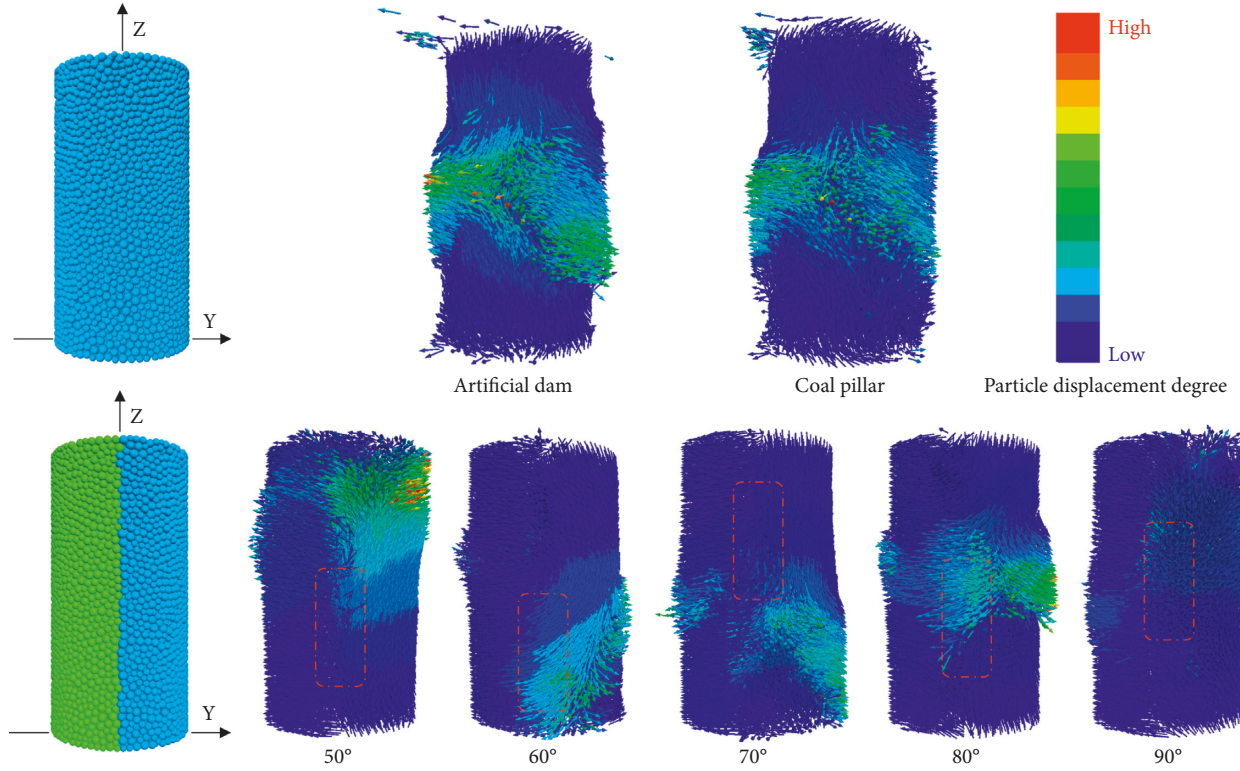 Z
Y
High
Low
Artificial dam
Coal pillar
Particle displacement degree
Z
Y
50°
60°
70°
80°
90°